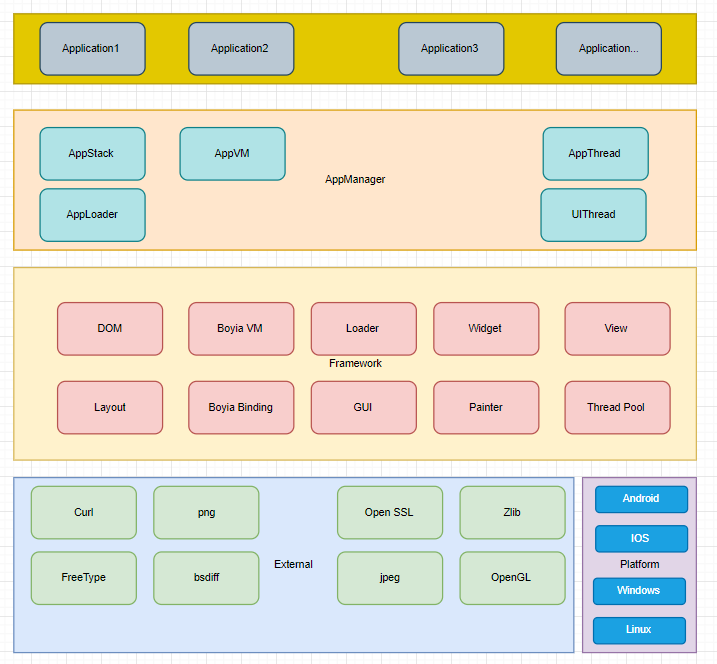 Application1
Application2
Application3
Application...
AppStack
AppVM
AppThread
AppManager
AppLoader
UIThread
DOM
Boyia VM
Loader
Widget
View
Framework
Layout
Boyia Binding
GUI
Painter
Thread Pool
Curl
png
Open SSL
Zlib
External
FreeType
bsdiff
jpeg
OpenGL
Android
IOS
Platform
Windows
Linux